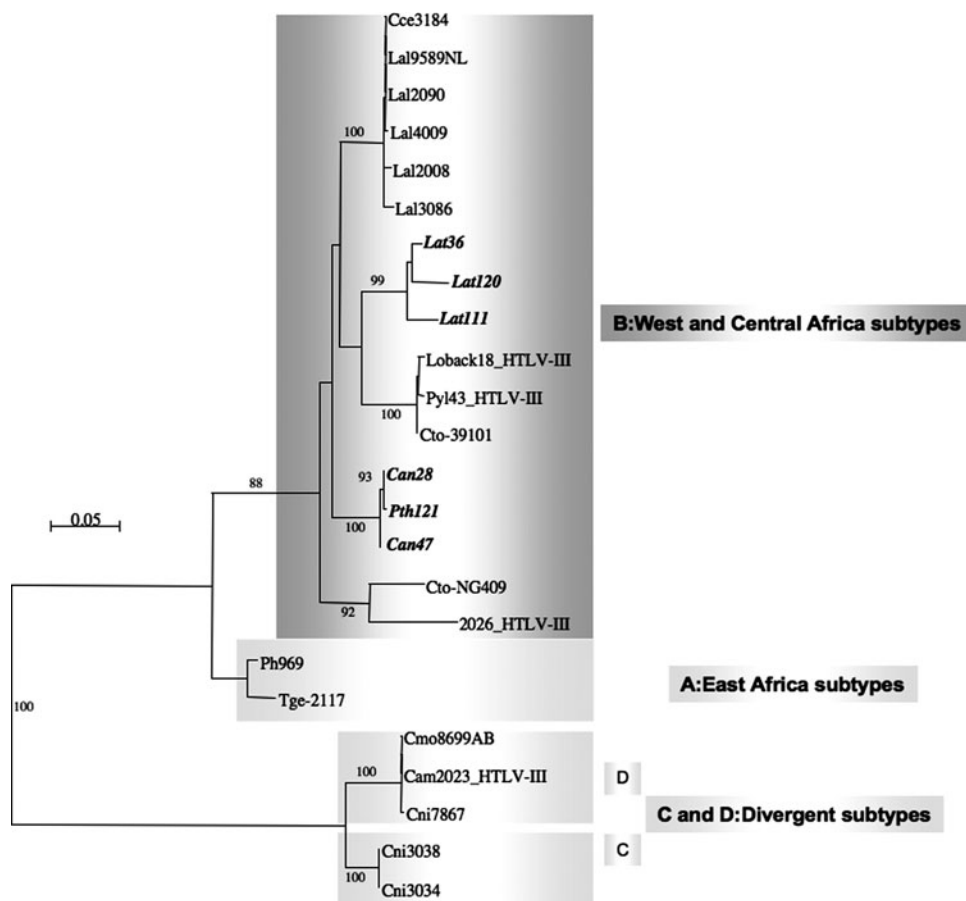 Cce3184
Lal9589NL
Lal2090
100
Lal4009
Lal2008
Lal3086
Lat36
99
Lat120
Lat111
B:West and Central Africa subtypes
Loback18_HTLV-III
Pyl43_HTLV-III
100
Cto-39101
93
Can28
88
Pth121
0.05
100
Can47
Cto-NG409
92
2026_HTLV-III
Ph969
A:East Africa subtypes
Tge-2117
100
Cmo8699AB
100
Cam2023_HTLV-III
D
Cni7867
C and D:Divergent subtypes
Cni3038
C
100
Cni3034